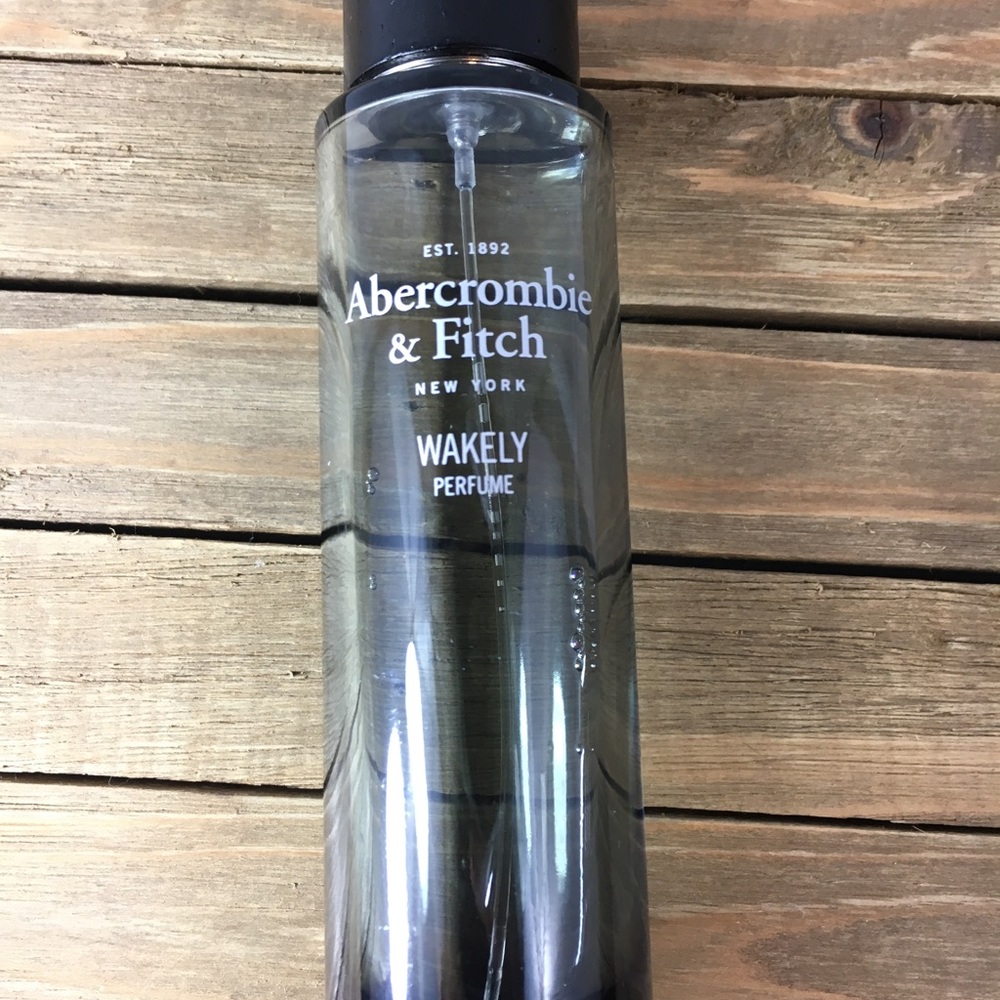 EST. 1892
Abercrombie
& Fitch
NEW YORK
WAKELY
PERFUME